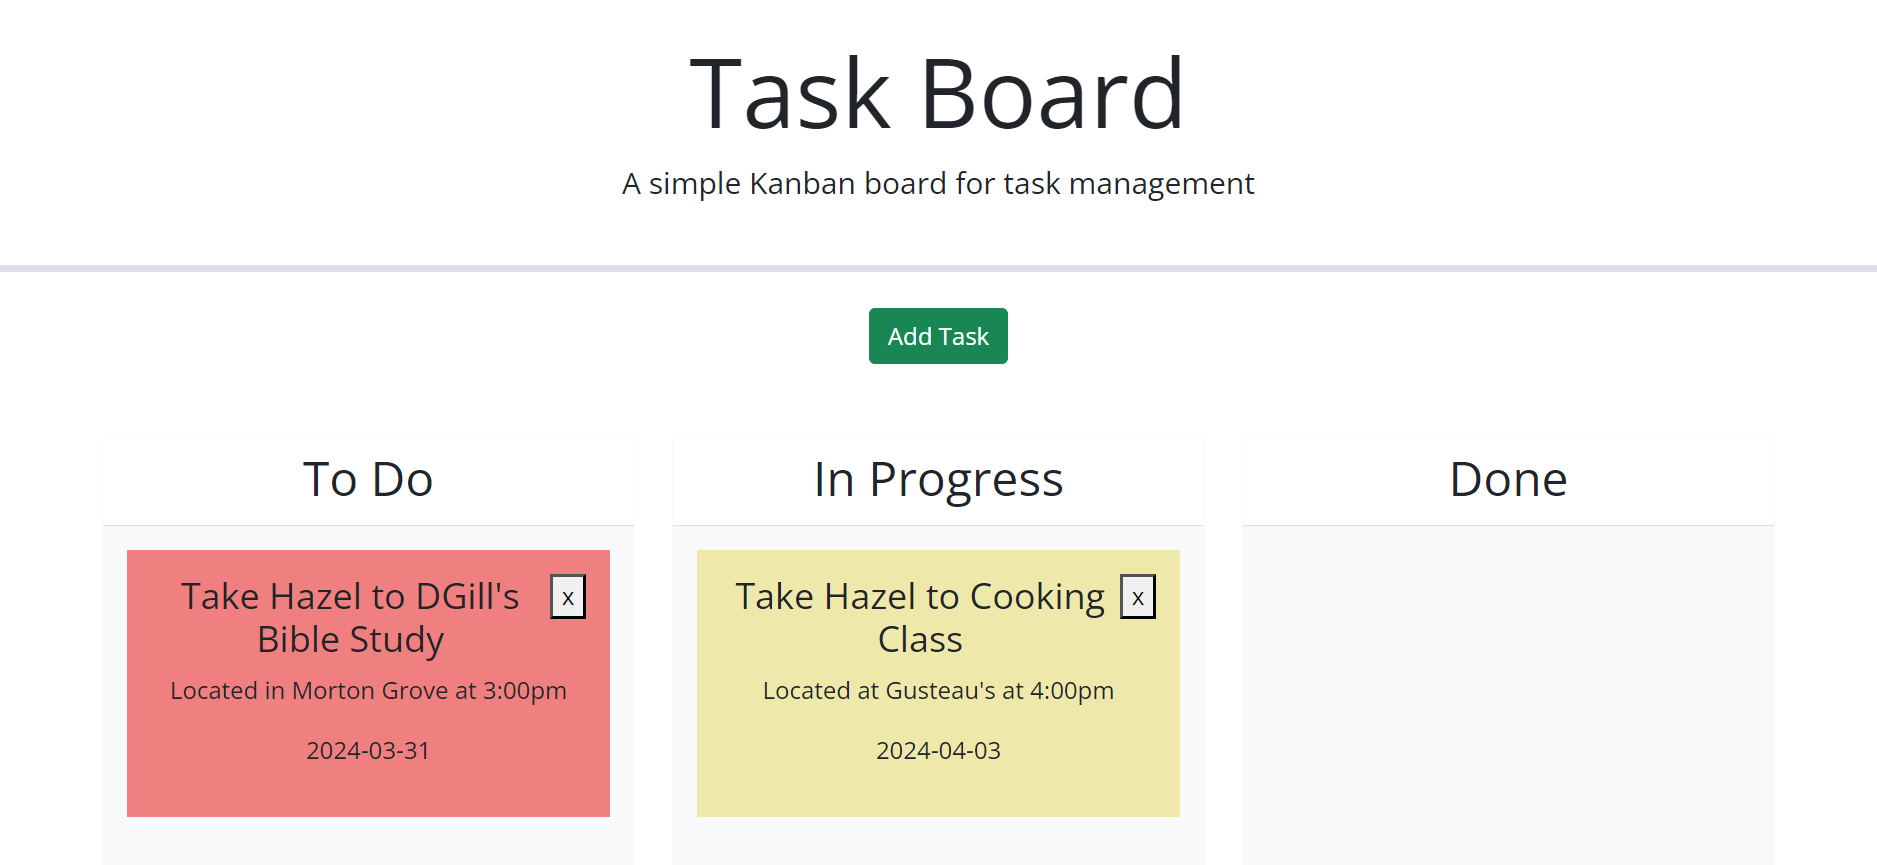 Task Board
A simple Kanban board for task management
Add Task
To Do
Take Hazel to DGill's
Bible Study
x
Located in Morton Grove at 3:00pm
2024-03-31
In Progress
Take Hazel to Cooking
Class
x
Located at Gusteau's at 4:00pm
2024-04-03
Done